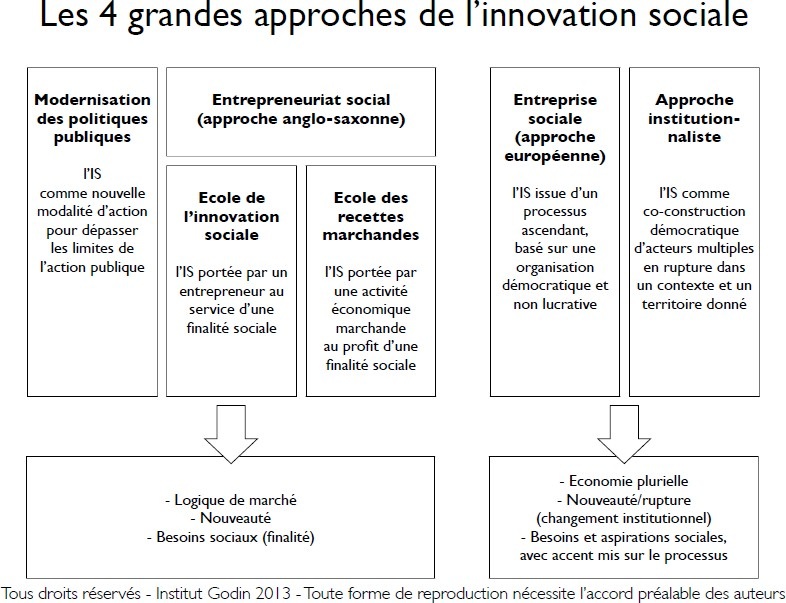 Les 4 grandes approches de l’innovation sociale
Modernisation
des politiques
publiques
l’IS
comme nouvelle
modalité d’action
pour dépasser
les limites de
l’action publique
Entrepreneuriat social
(approche anglo-saxonne)
Ecole de
l’innovation
sociale
l’IS portée par un
entrepreneur au
service d’une
finalité sociale
Ecole des
recettes
marchandes
l’IS portée par
une activité
économique
marchande
au profit d’une
finalité sociale
Entreprise
sociale
(approche
européenne)
l’IS issue d’un
processus
ascendant,
basé sur une
organisation
démocratique et
non lucrative
Approche
institution-
naliste
l’IS comme
co-construction
démocratique
d’acteurs multiples
en rupture dans
un contexte et un
territoire donné
- Logique de marché
- Nouveauté
- Besoins sociaux (finalité)
- Economie plurielle
- Nouveauté/rupture
(changement institutionnel)
- Besoins et aspirations sociales,
avec accent mis sur le processus
Tous droits réservés - Institut Godin 2013 - Toute forme de reproduction nécessite l’accord préalable des auteurs